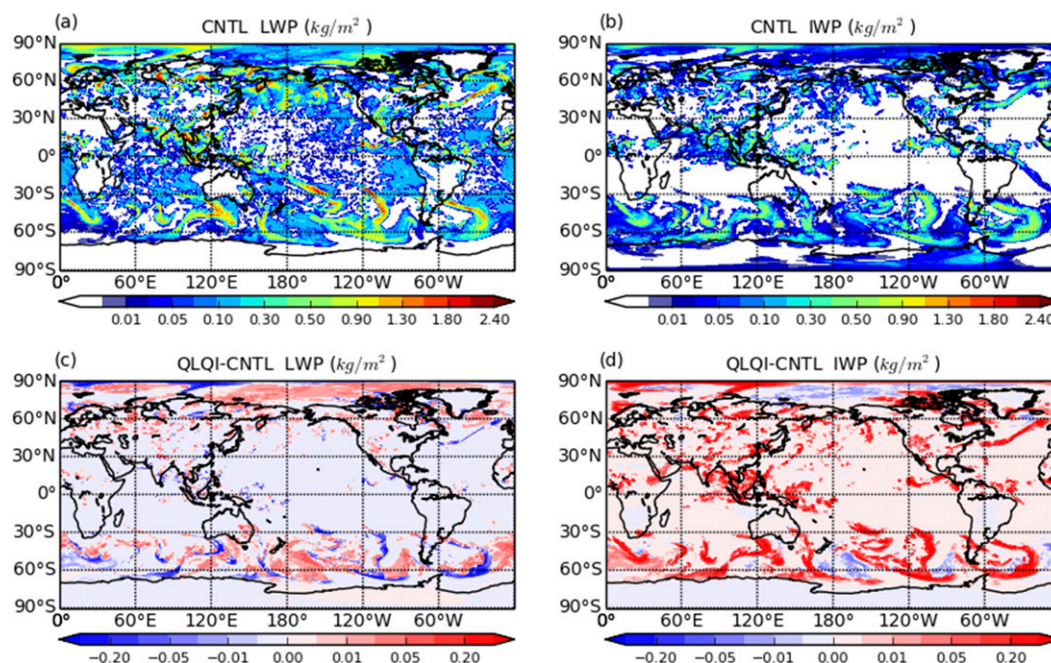 (a) CNTL LWP (kg/m²)
90°N
60°N
30°N
0°
30°S
60°S
90°S
0° 60°E 120°E 180° 120°W 60°W
0.01 0.05 0.10 0.30 0.50 0.90 1.30 1.80 2.40
(b) CNTL IWP (kg/m²)
90°N
60°N
30°N
0°
30°S
60°S
90°S
0° 60°E 120°E 180° 120°W 60°W
0.01 0.05 0.10 0.30 0.50 0.90 1.30 1.80 2.40
(c) QLQI-CNTL LWP (kg/m²)
90°N
60°N
30°N
0°
30°S
60°S
90°S
0° 60°E 120°E 180° 120°W 60°W
−0.20 −0.05 −0.01 0.00 0.01 0.05 0.20
(d) QLQI-CNTL IWP (kg/m²)
90°N
60°N
30°N
0°
30°S
60°S
90°S
0° 60°E 120°E 180° 120°W 60°W
−0.20 −0.05 −0.01 0.00 0.01 0.05 0.20